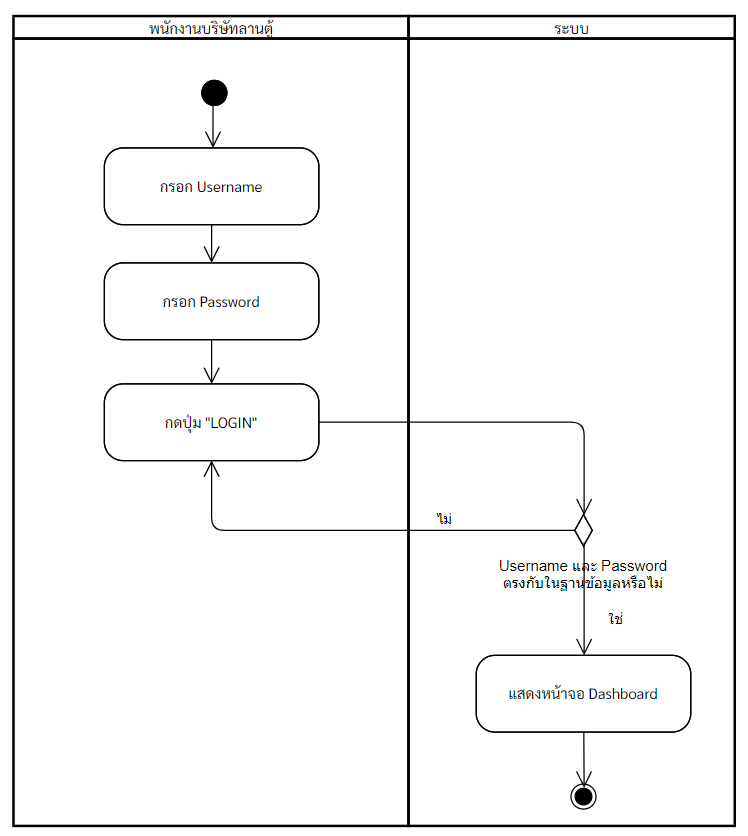 พนักงานบริษัทลานตู้
ระบบ
กรอก Username
กรอก Password
กดปุ่ม "LOGIN"
ไม่
Username และ Password
ตรงกับในฐานข้อมูลหรือไม่
ใช่
แสดงหน้าจอ Dashboard